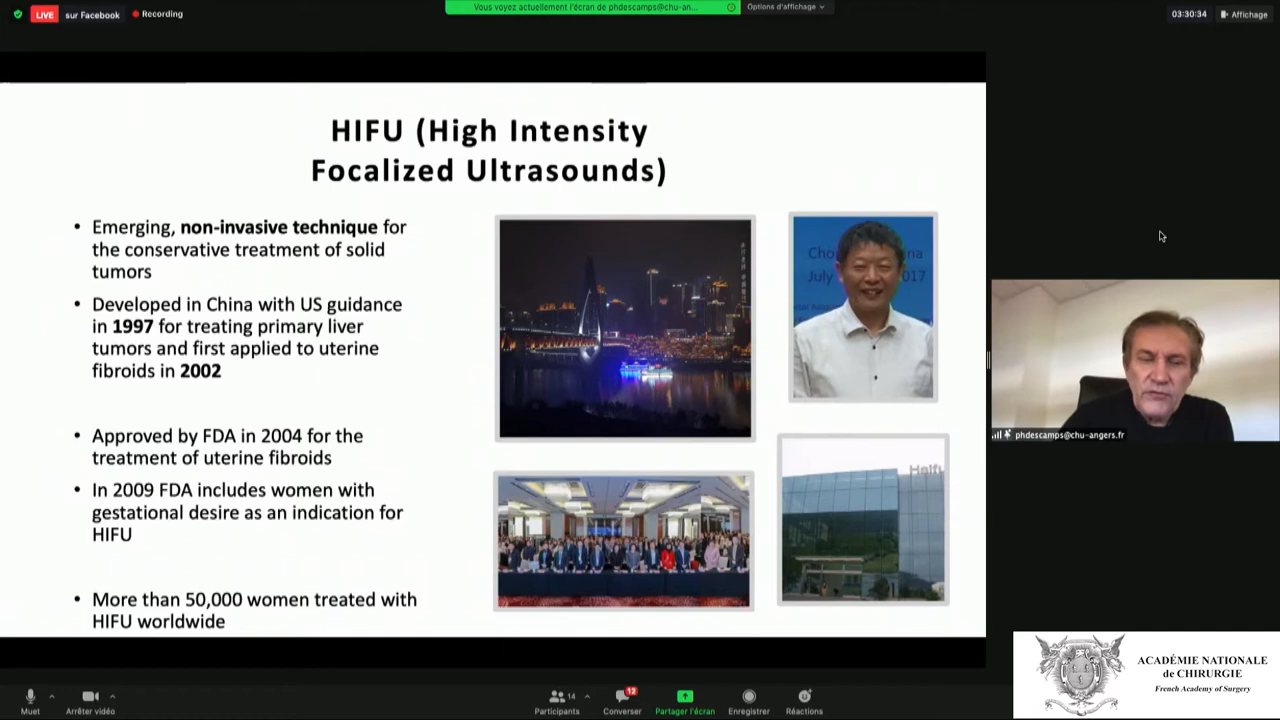 LIVE sur Facebook Recording
Vous voyez actuellement l'écran de phdescamps@chu-an...
Options d'affichage
03:30:34
Affichage
HIFU (High Intensity
Focalized Ultrasounds)
• Emerging, non-invasive technique for
the conservative treatment of solid
tumors
• Developed in China with US guidance
in 1997 for treating primary liver
tumors and first applied to uterine
fibroids in 2002
• Approved by FDA in 2004 for the
treatment of uterine fibroids
• In 2009 FDA includes women with
gestational desire as an indication for
HIFU
• More than 50,000 women treated with
HIFU worldwide
Cho na
July 017
Haifu
phdescamps@chu-angers.fr
ACADÉMIE NATIONALE
de CHIRURGIE
French Academy of Surgery
Muet
Arrêter vidéo
14
Participants
12
Converser
Partager l'écran
Enregistrer
Réactions